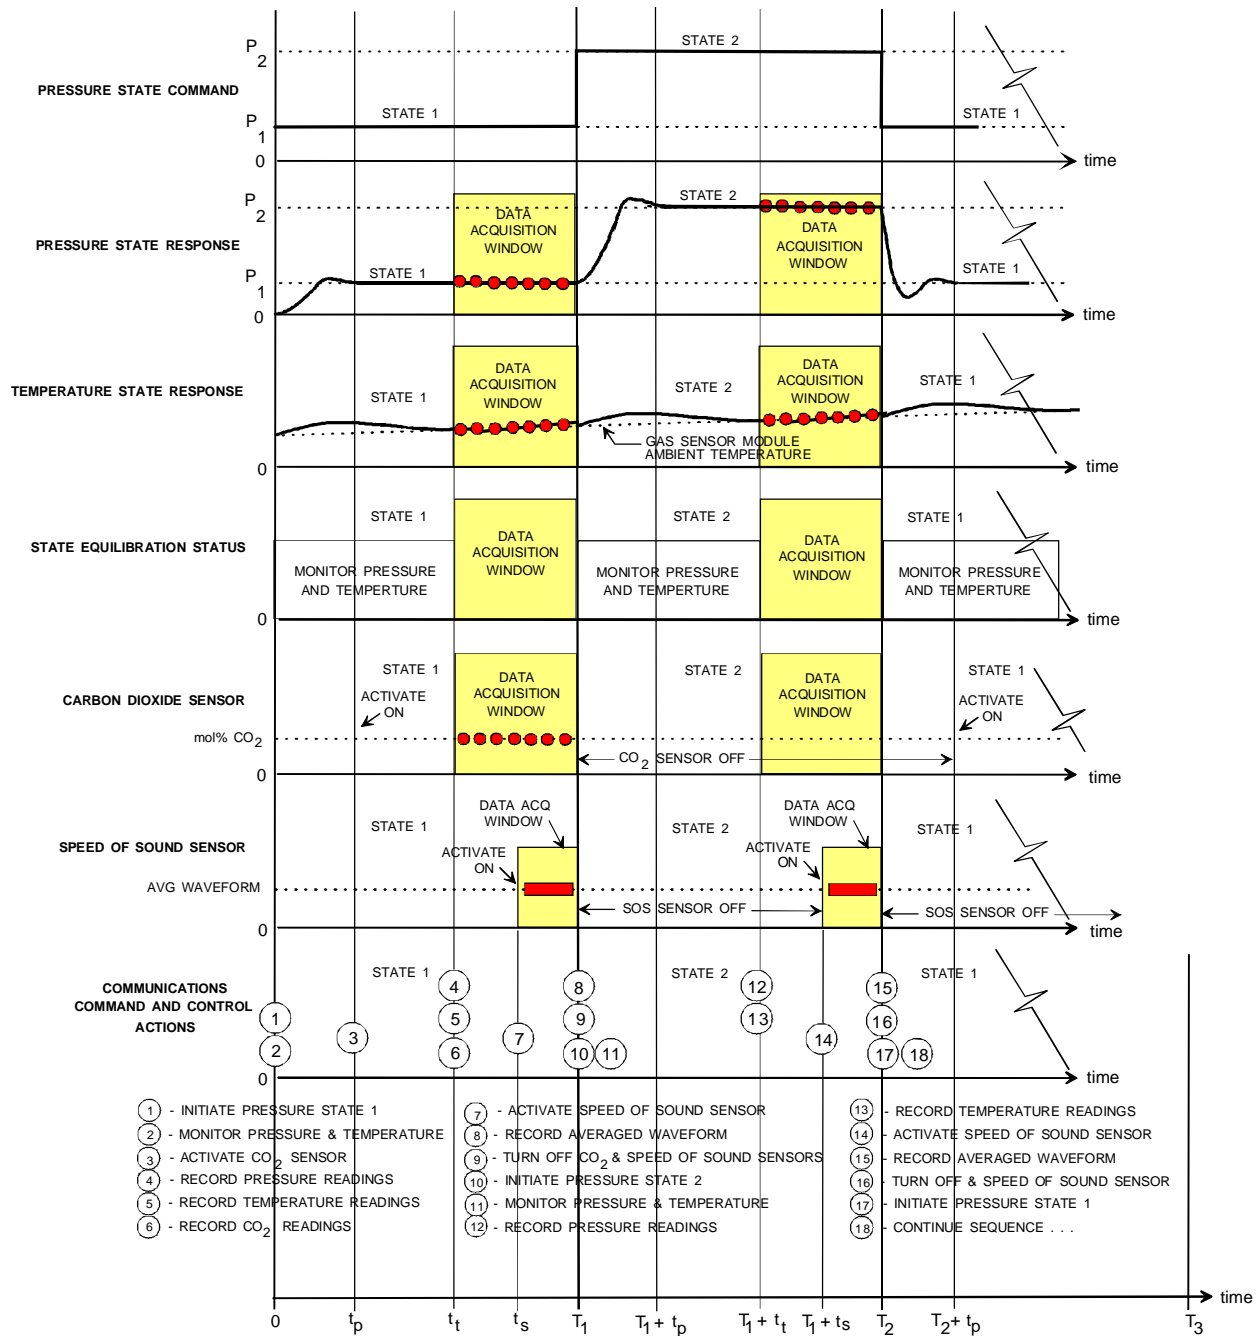 P2
STATE 2
PRESSURE STATE COMMAND
P1
STATE 1
STATE 1
0
time
P2
DATA
ACQUISITION
WINDOW
STATE 2
DATA
ACQUISITION
WINDOW
PRESSURE STATE RESPONSE
P1
STATE 1
STATE 1
0
time
TEMPERATURE STATE RESPONSE
STATE 1
DATA
ACQUISITION
WINDOW
STATE 2
DATA
ACQUISITION
WINDOW
STATE 1
GAS SENSOR MODULE
AMBIENT TEMPERATURE
0
time
STATE EQUILIBRATION STATUS
STATE 1
DATA
ACQUISITION
WINDOW
STATE 2
DATA
ACQUISITION
WINDOW
STATE 1
MONITOR PRESSURE
AND TEMPERTURE
MONITOR PRESSURE
AND TEMPERTURE
MONITOR PRESSURE
AND TEMPERTURE
0
time
CARBON DIOXIDE SENSOR
STATE 1
ACTIVATE
ON
DATA
ACQUISITION
WINDOW
STATE 2
DATA
ACQUISITION
WINDOW
STATE 1
ACTIVATE
ON
mol% CO2
CO2 SENSOR OFF
0
time
SPEED OF SOUND SENSOR
STATE 1
DATA ACQ
WINDOW
ACTIVATE
ON
STATE 2
DATA ACQ
WINDOW
ACTIVATE
ON
STATE 1
AVG WAVEFORM
SOS SENSOR OFF
SOS SENSOR OFF
0
time
COMMUNICATIONS
COMMAND AND CONTROL
ACTIONS
STATE 1
STATE 2
STATE 1
4 8 12 15
1 5 9 13 16
3 7 14
2 6 10 11 17 18
0
time
1 - INITIATE PRESSURE STATE 1
2 - MONITOR PRESSURE & TEMPERATURE
3 - ACTIVATE CO2 SENSOR
4 - RECORD PRESSURE READINGS
5 - RECORD TEMPERATURE READINGS
6 - RECORD CO2 READINGS
7 - ACTIVATE SPEED OF SOUND SENSOR
8 - RECORD AVERAGED WAVEFORM
9 - TURN OFF CO2 & SPEED OF SOUND SENSORS
10 - INITIATE PRESSURE STATE 2
11 - MONITOR PRESSURE & TEMPERATURE
12 - RECORD PRESSURE READINGS
13 - RECORD TEMPERATURE READINGS
14 - ACTIVATE SPEED OF SOUND SENSOR
15 - RECORD AVERAGED WAVEFORM
16 - TURN OFF & SPEED OF SOUND SENSOR
17 - INITIATE PRESSURE STATE 1
18 - CONTINUE SEQUENCE . . .
time
0 tp tt ts T1 T1 + tp T1 + tt T1 + ts T2 T2 + tp T3